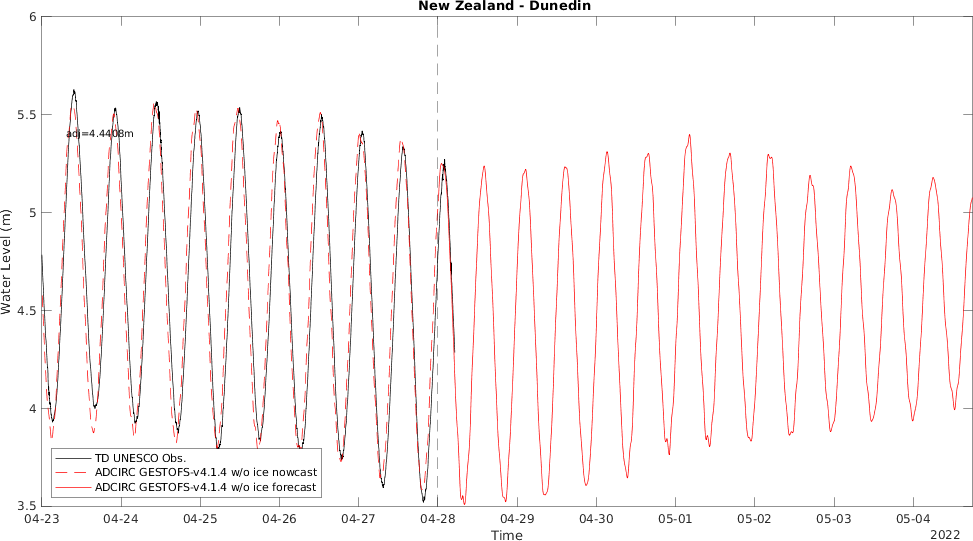 New Zealand - Dunedin
6
5.5
5
4.5
4
3.5
Water Level (m)
adj=4.4408m
TD UNESCO Obs.
ADCIRC GESTOFS-v4.1.4 w/o ice nowcast
ADCIRC GESTOFS-v4.1.4 w/o ice forecast
04-23 04-24 04-25 04-26 04-27 04-28 04-29 04-30 05-01 05-02 05-03 05-04
Time
2022